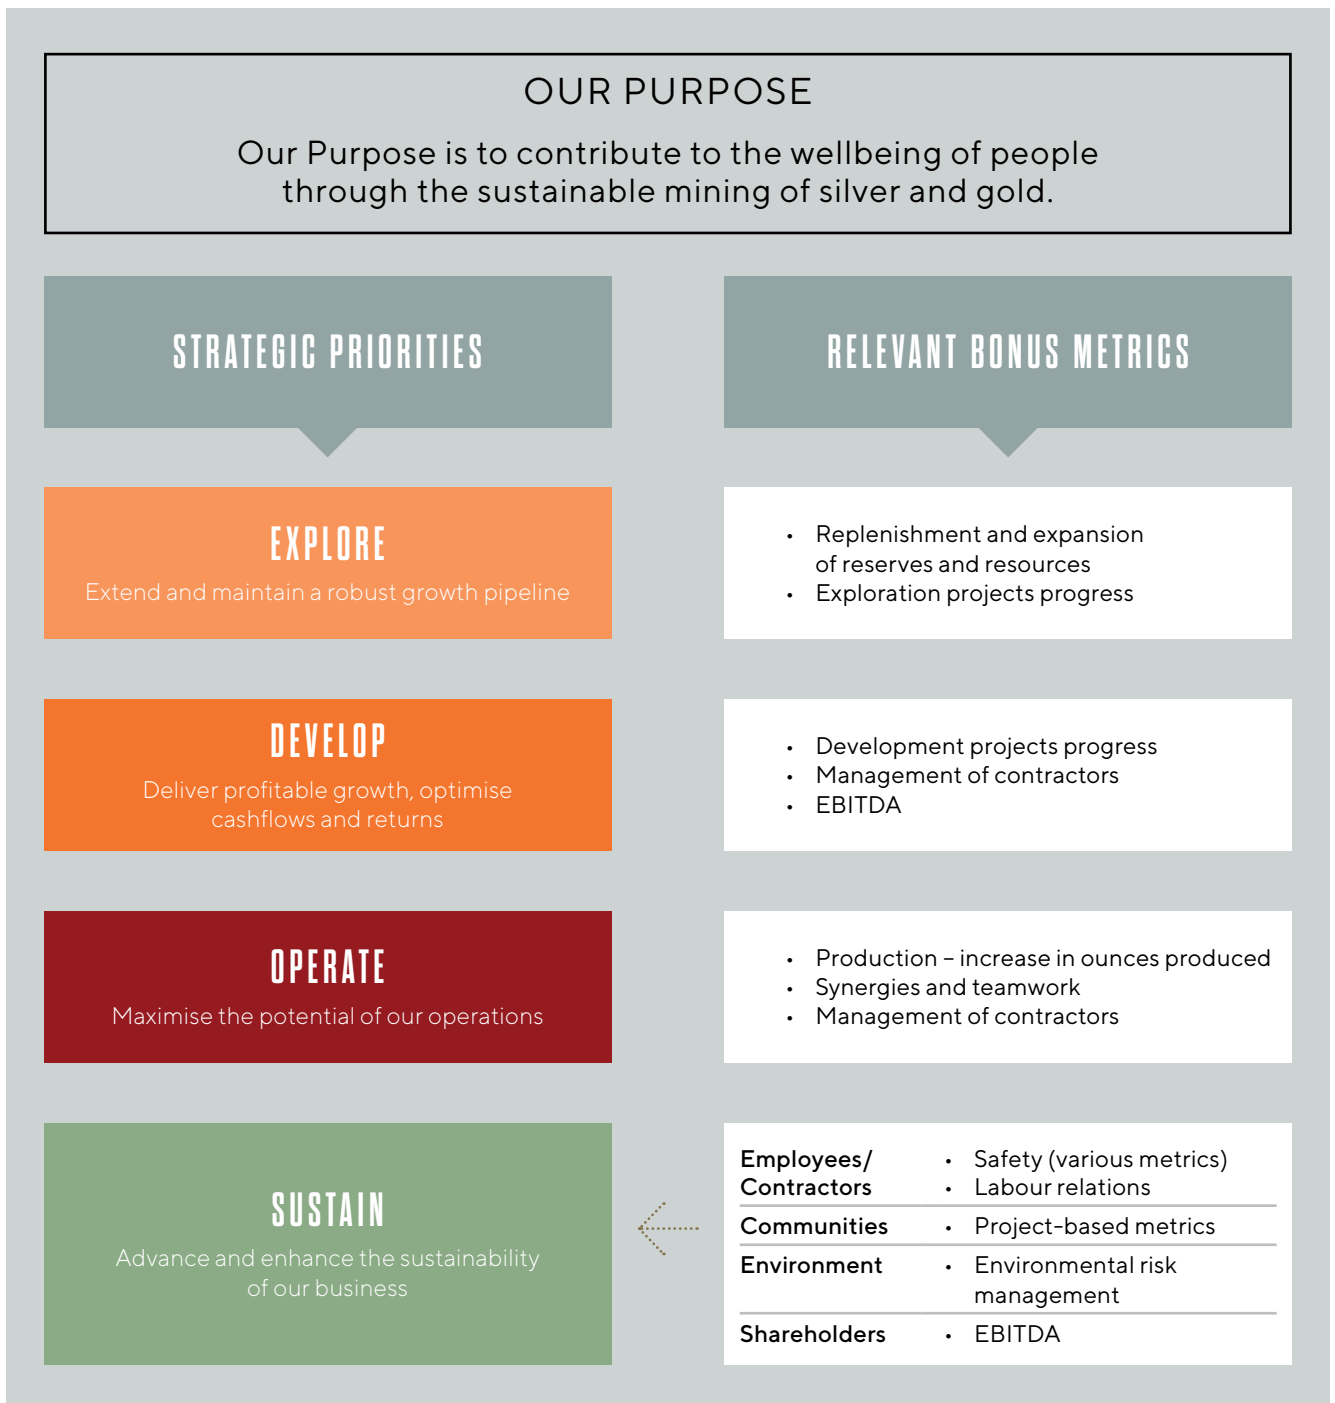 OUR PURPOSE
Our Purpose is to contribute to the wellbeing of people
through the sustainable mining of silver and gold.
STRATEGIC PRIORITIES
RELEVANT BONUS METRICS
EXPLORE
Extend and maintain a robust growth pipeline
• Replenishment and expansion
of reserves and resources
• Exploration projects progress
DEVELOP
Deliver profitable growth, optimise
cashflows and returns
• Development projects progress
• Management of contractors
• EBITDA
OPERATE
Maximise the potential of our operations
• Production – increase in ounces produced
• Synergies and teamwork
• Management of contractors
SUSTAIN
Advance and enhance the sustainability
of our business
Employees/ • Safety (various metrics)
Contractors • Labour relations
Communities • Project-based metrics
Environment • Environmental risk
management
Shareholders • EBITDA